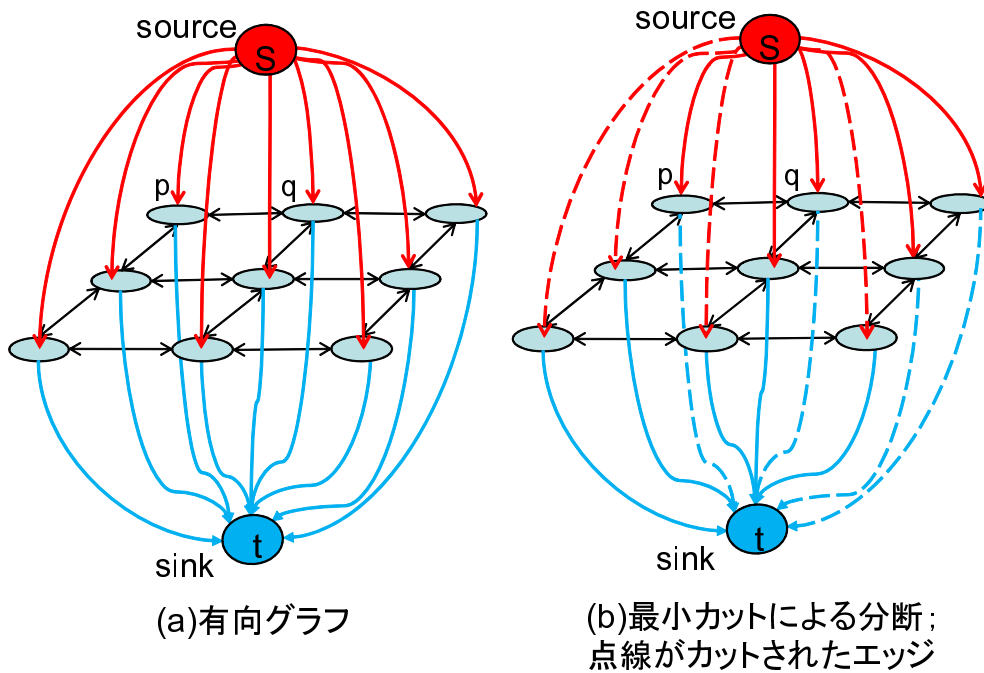 source
S
p
q
t
sink
(a)有向グラフ
source
S
p
q
t
sink
(b)最小カットによる分断;
点線がカットされたエッジ